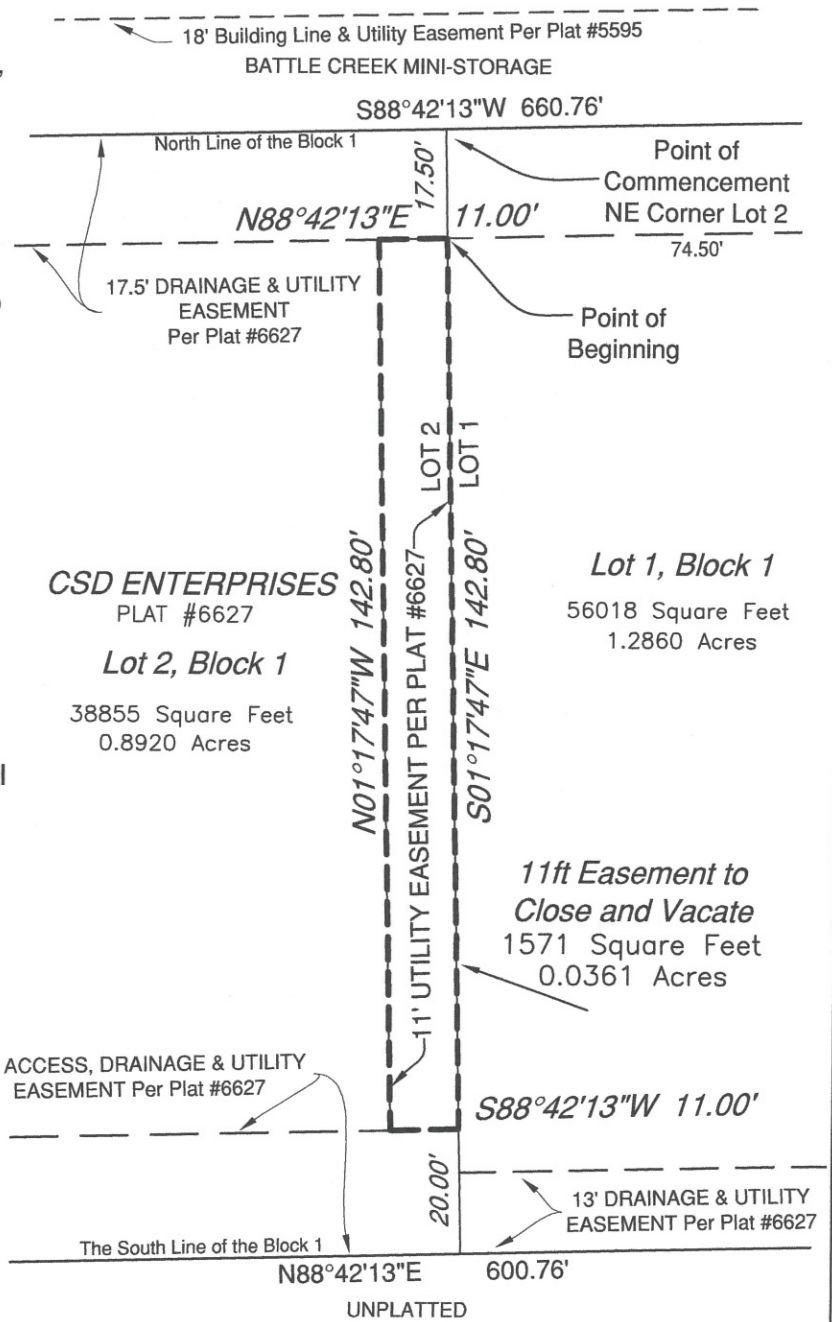 18' Building Line & Utility Easement Per Plat #5595
BATTLE CREEK MINI-STORAGE
S88°42'13"W 660.76'
North Line of the Block 1
17.50'
Point of
Commencement
NE Corner Lot 2
N88°42'13"E 11.00'
74.50'
17.5' DRAINAGE & UTILITY
EASEMENT
Per Plat #6627
Point of
Beginning
LOT 2
LOT 1
CSD ENTERPRISES
PLAT #6627
Lot 2, Block 1
38855 Square Feet
0.8920 Acres
N01°17'47"W 142.80'
11' UTILITY EASEMENT PER PLAT #6627
S01°17'47"E 142.80'
Lot 1, Block 1
56018 Square Feet
1.2860 Acres
11ft Easement to
Close and Vacate
1571 Square Feet
0.0361 Acres
ACCESS, DRAINAGE & UTILITY
EASEMENT Per Plat #6627
S88°42'13"W 11.00'
20.00'
13' DRAINAGE & UTILITY
EASEMENT Per Plat #6627
The South Line of the Block 1
N88°42'13"E 600.76'
UNPLATTED